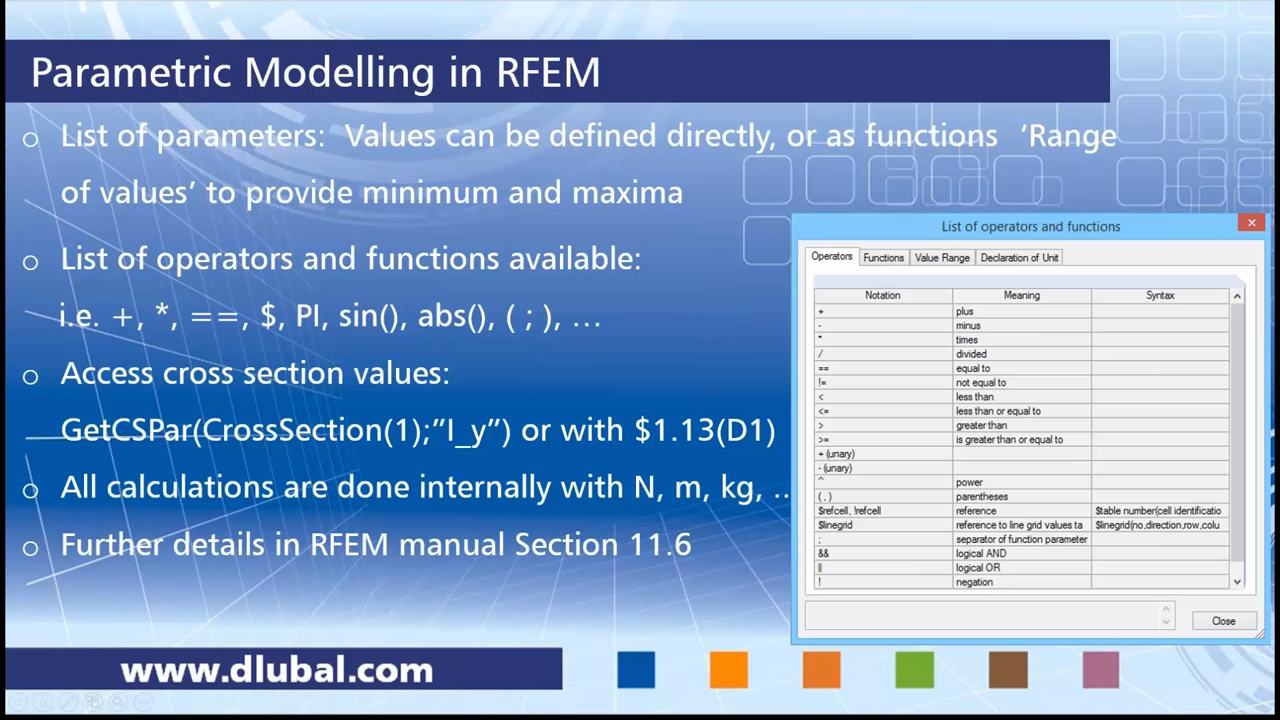 Parametric Modelling in RFEM
o List of parameters: Values can be defined directly, or as functions ‘Range
of values’ to provide minimum and maxima
o List of operators and functions available:
i.e. +, *, ==, $, PI, sin(), abs(), ( ; ), …
o Access cross section values:
GetCSPar(CrossSection(1);”I_y”) or with $1.13(D1)
o All calculations are done internally with N, m, kg, ..
o Further details in RFEM manual Section 11.6
List of operators and functions
Operators Functions Value Range Declaration of Unit
Notation Meaning Syntax
+ plus
- minus
* times
/ divided
== equal to
!= not equal to
< less than
<= less than or equal to
> greater than
>= is greater than or equal to
+ (unary)
- (unary)
^ power
( , ) parentheses
$refcell, !refcell reference $table number(cell identificatio
$linegrid reference to line grid values ta $linegrid(no,direction,row,colu
; separator of function parameter
&& logical AND
|| logical OR
! negation
Close
www.dlubal.com